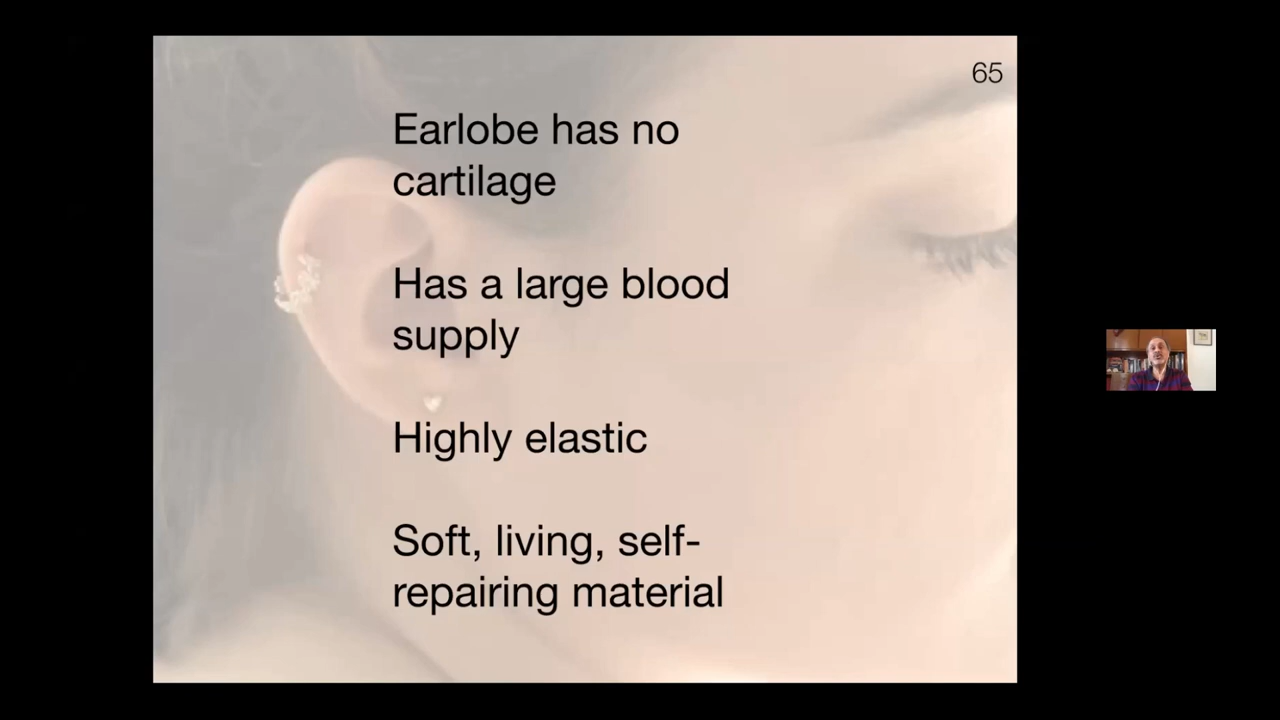 65
Earlobe has no
cartilage
Has a large blood
supply
Highly elastic
Soft, living, self-
repairing material